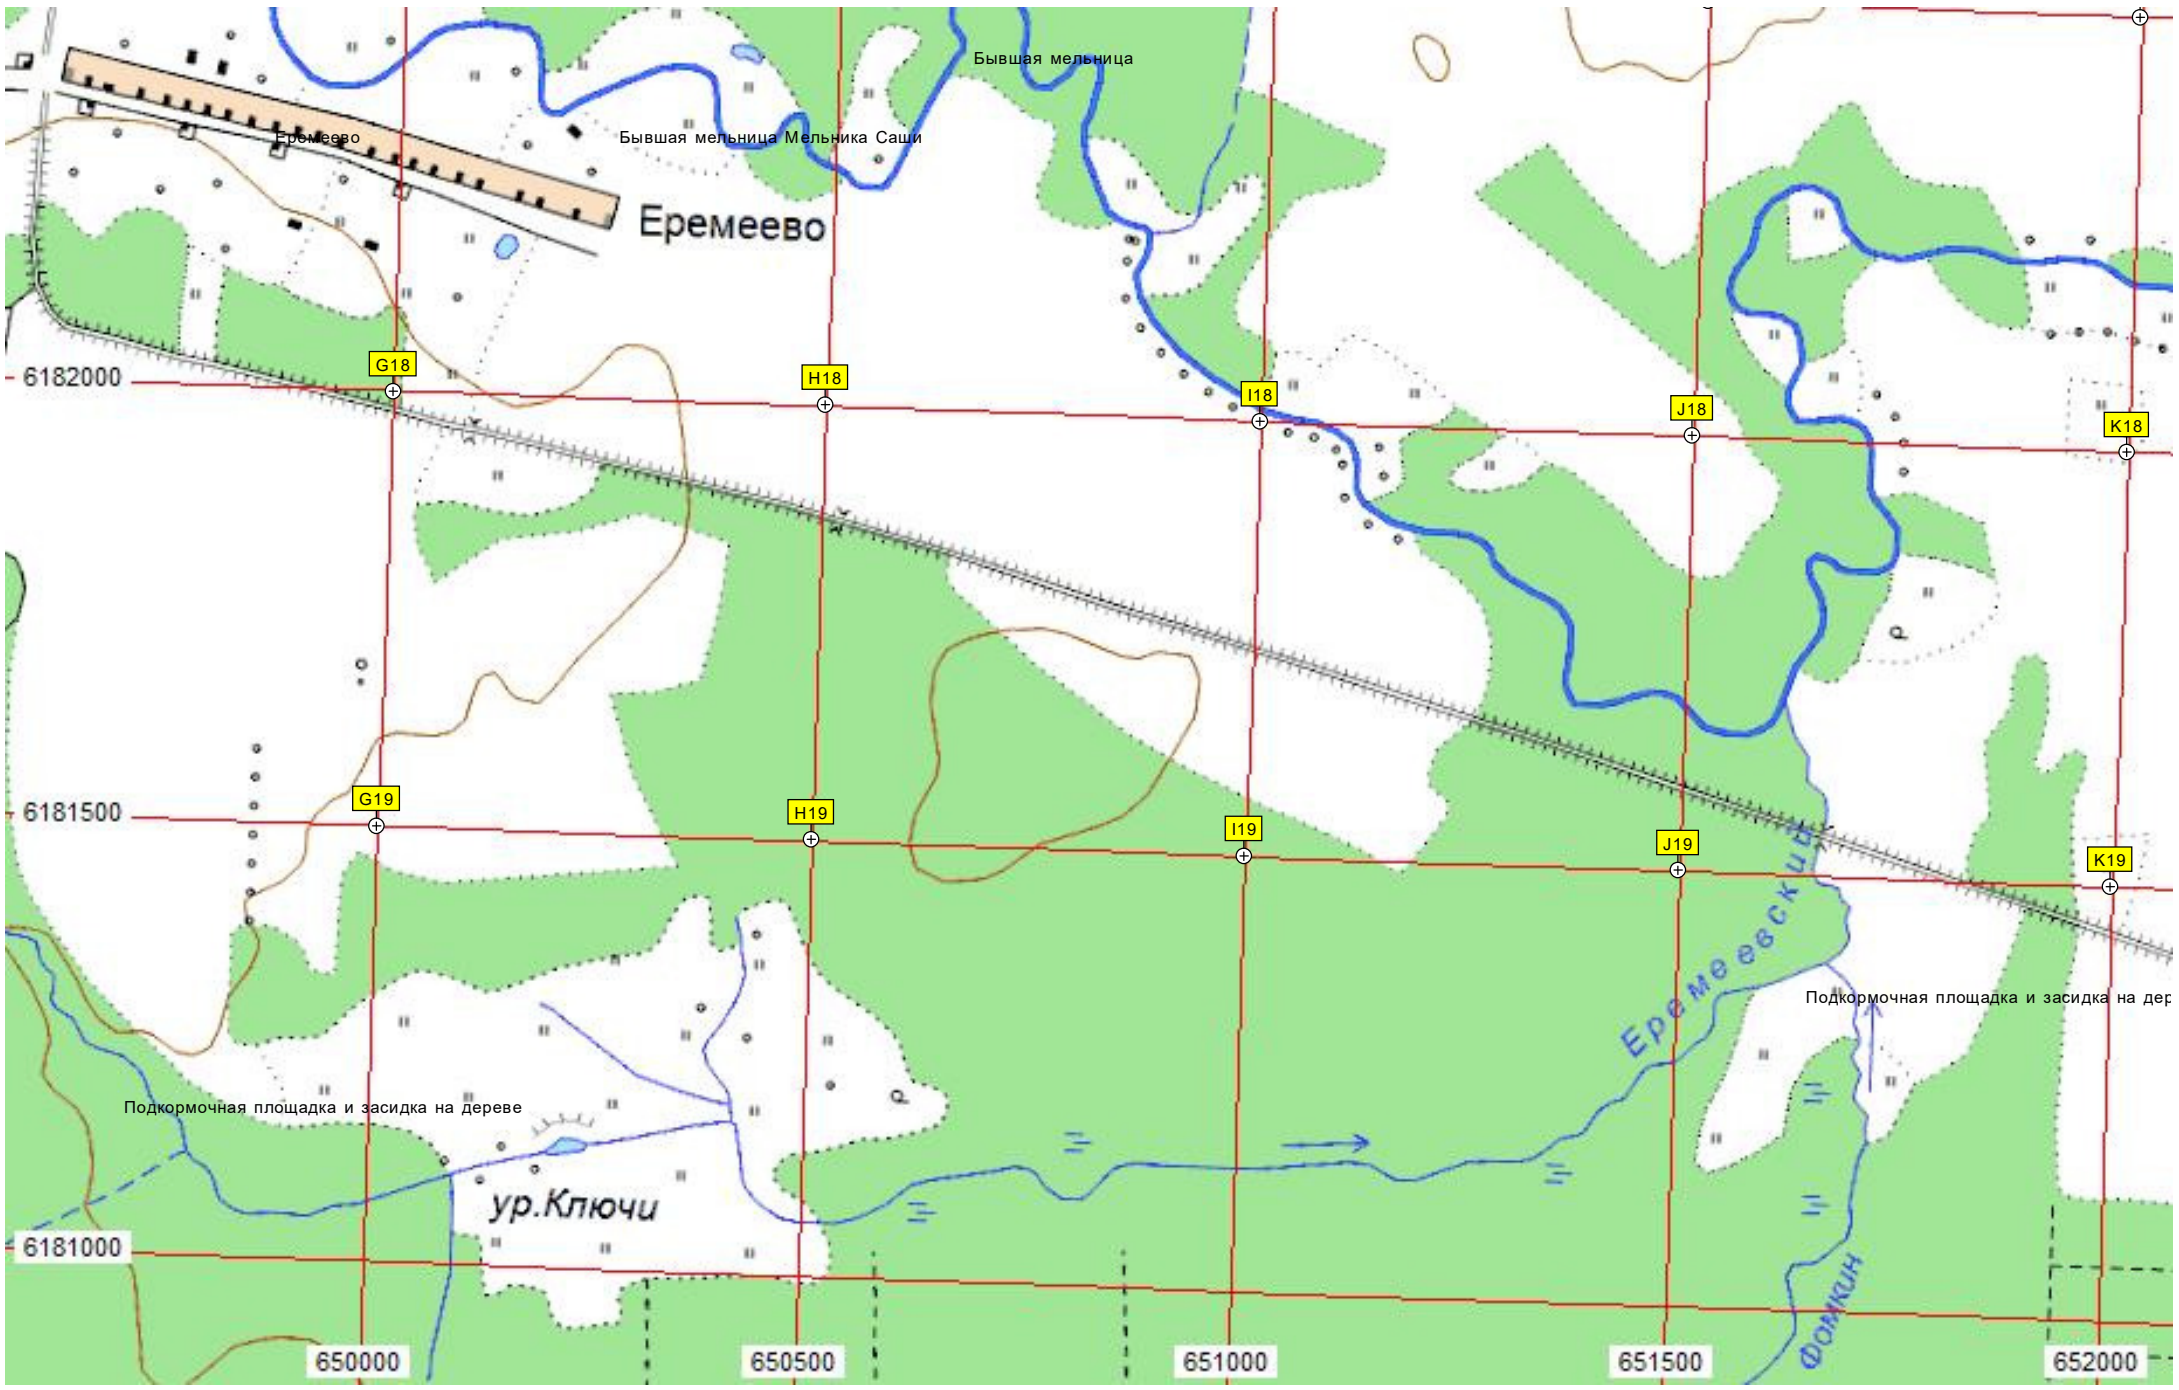 Бывшая мельница
Еремеево
Бывшая мельница Мельника Саши
Еремеево
G18
6182000
H18
I18
J18
K18
G19
6181500
H19
I19
J19
K19
Еремеевский
Подкормочная площадка и засидка на дер
Подкормочная площадка и засидка на дереве
ур.Ключи
6181000
Фомкин
650000
650500
651000
651500
652000